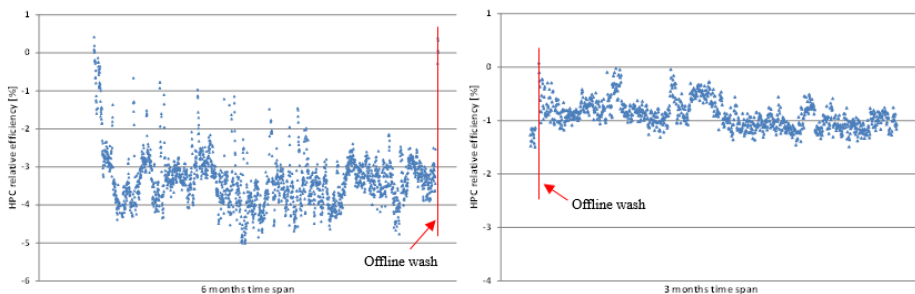 1
0
-1
-2
-3
-4
-5
-6
HPC relative efficiency [%]
Offline wash
6 months time span
1
0
-1
-2
-3
-4
HPC relative efficiency [%]
Offline wash
3 months time span